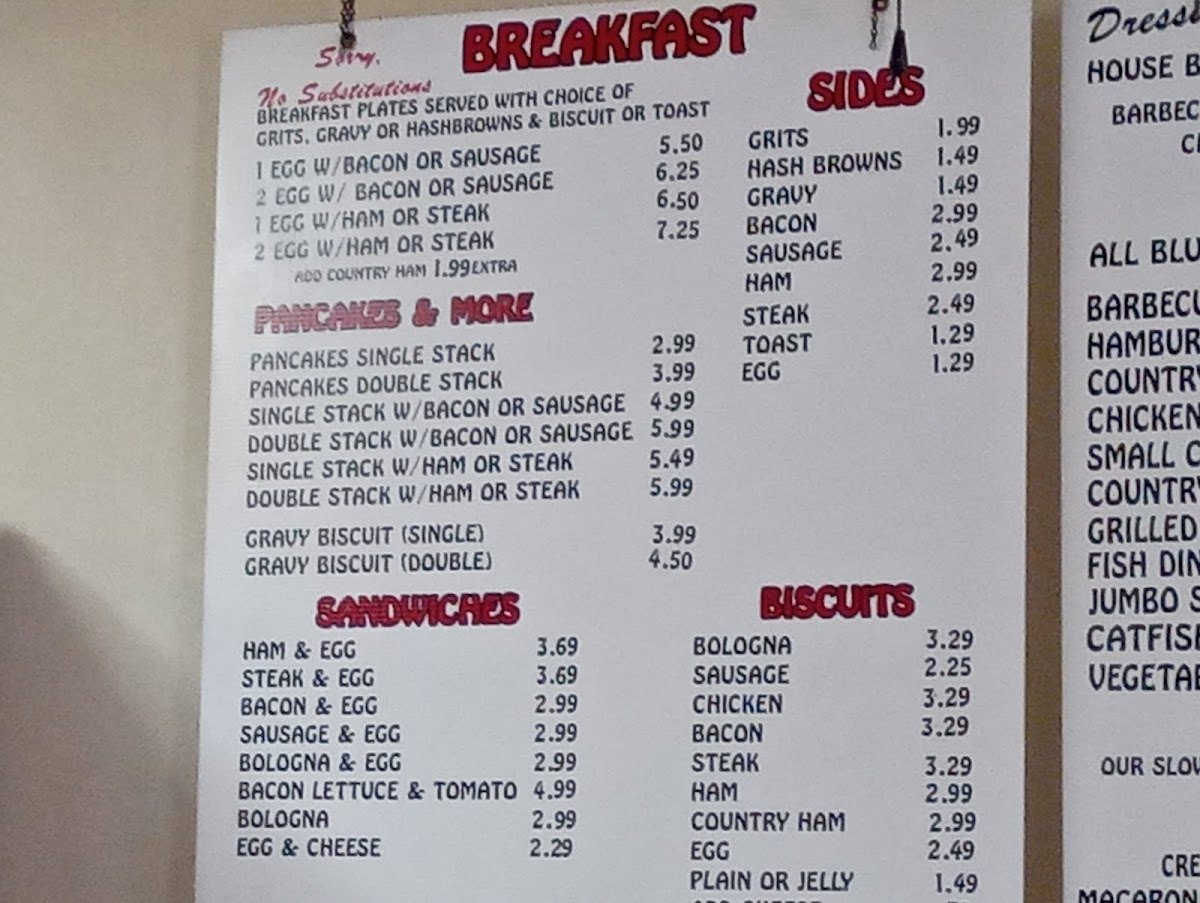 BREAKFAST
Sorry,
No Substitutions
BREAKFAST PLATES SERVED WITH CHOICE OF
GRITS, GRAVY OR HASHBROWNS & BISCUIT OR TOAST
1 EGG W/BACON OR SAUSAGE 5.50
2 EGG W/ BACON OR SAUSAGE 6.25
1 EGG W/HAM OR STEAK 6.50
2 EGG W/HAM OR STEAK 7.25
ADD COUNTRY HAM 1.99 EXTRA
PANCAKES & MORE
PANCAKES SINGLE STACK 2.99
PANCAKES DOUBLE STACK 3.99
SINGLE STACK W/BACON OR SAUSAGE 4.99
DOUBLE STACK W/BACON OR SAUSAGE 5.99
SINGLE STACK W/HAM OR STEAK 5.49
DOUBLE STACK W/HAM OR STEAK 5.99
GRAVY BISCUIT (SINGLE) 3.99
GRAVY BISCUIT (DOUBLE) 4.50
SIDES
GRITS 1.99
HASH BROWNS 1.49
GRAVY 1.49
BACON 2.99
SAUSAGE 2.49
HAM 2.99
STEAK 2.49
TOAST 1.29
EGG 1.29
SANDWICHES
HAM & EGG 3.69
STEAK & EGG 3.69
BACON & EGG 2.99
SAUSAGE & EGG 2.99
BOLOGNA & EGG 2.99
BACON LETTUCE & TOMATO 4.99
BOLOGNA 2.99
EGG & CHEESE 2.29
BISCUITS
BOLOGNA 3.29
SAUSAGE 2.25
CHICKEN 3.29
BACON 3.29
STEAK 3.29
HAM 2.99
COUNTRY HAM 2.99
EGG 2.49
PLAIN OR JELLY 1.49
Dress
HOUSE B
BARBEC
C
ALL BLU
BARBECU
HAMBUR
COUNTRY
CHICKEN
SMALL C
COUNTRY
GRILLED
FISH DIN
JUMBO S
CATFISH
VEGETAB
OUR SLOW
CRE
MACARON